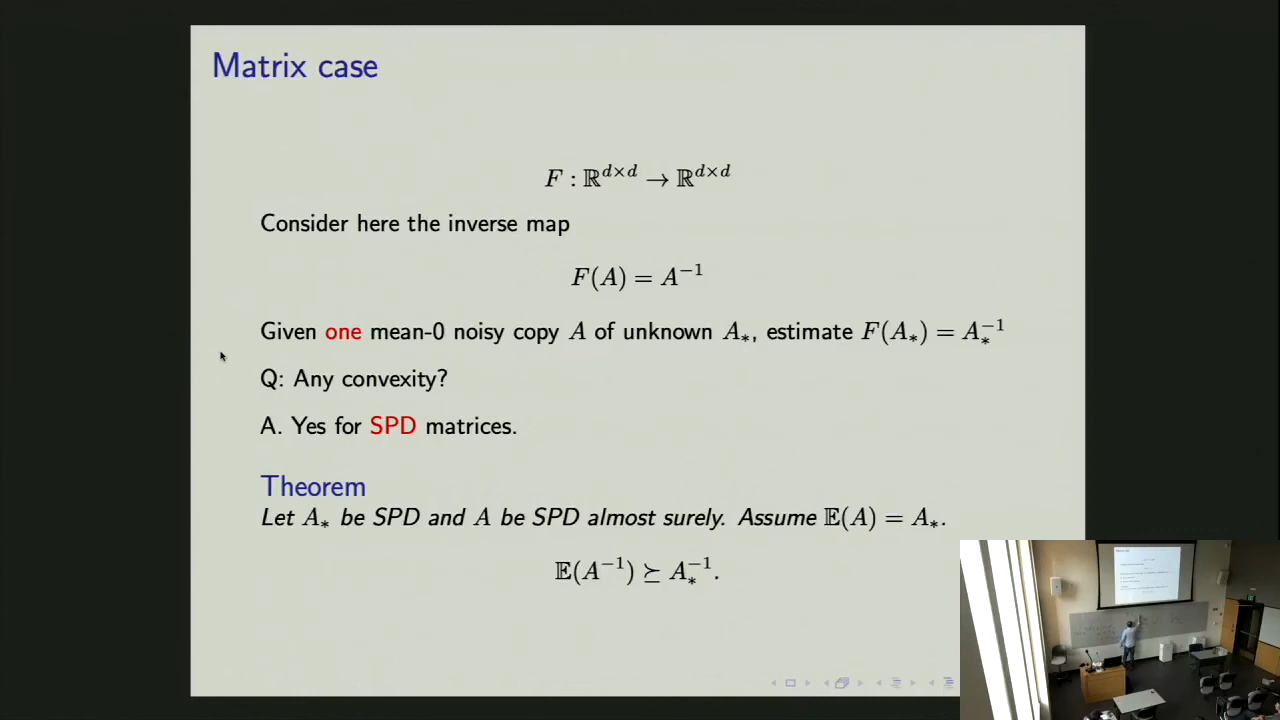 Matrix case
F : ℝ^{d×d} → ℝ^{d×d}
Consider here the inverse map
F(A) = A^{-1}
Given one mean-0 noisy copy A of unknown A_*, estimate F(A_*) = A_*^{-1}
Q: Any convexity?
A. Yes for SPD matrices.
Theorem
Let A_* be SPD and A be SPD almost surely. Assume 𝔼(A) = A_*.
𝔼(A^{-1}) ⪰ A_*^{-1}.